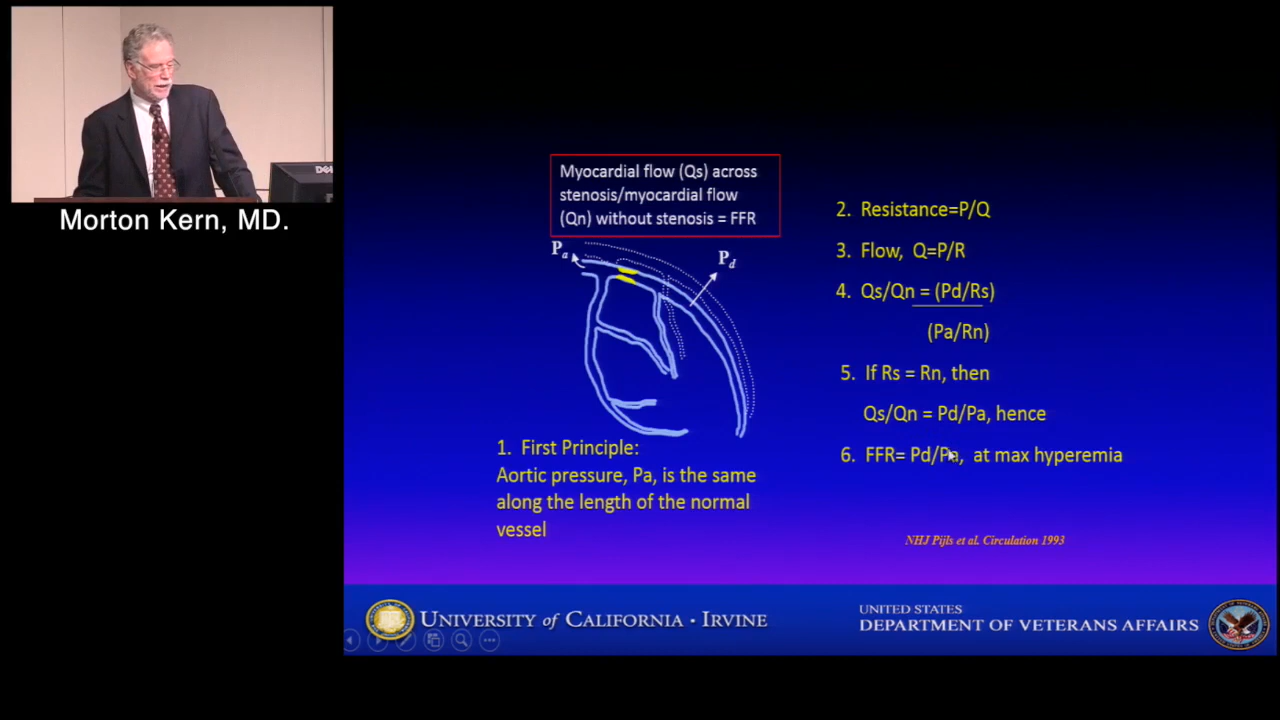 DELL
Morton Kern, MD.
Myocardial flow (Qs) across
stenosis/myocardial flow
(Qn) without stenosis = FFR
Pa
Pd
1. First Principle:
Aortic pressure, Pa, is the same
along the length of the normal
vessel
2. Resistance=P/Q
3. Flow, Q=P/R
4. Qs/Qn = (Pd/Rs)
(Pa/Rn)
5. If Rs = Rn, then
Qs/Qn = Pd/Pa, hence
6. FFR= Pd/Pa, at max hyperemia
NHJ Pijls et al. Circulation 1993
UNIVERSITY of CALIFORNIA · IRVINE
UNITED STATES
DEPARTMENT OF VETERANS AFFAIRS